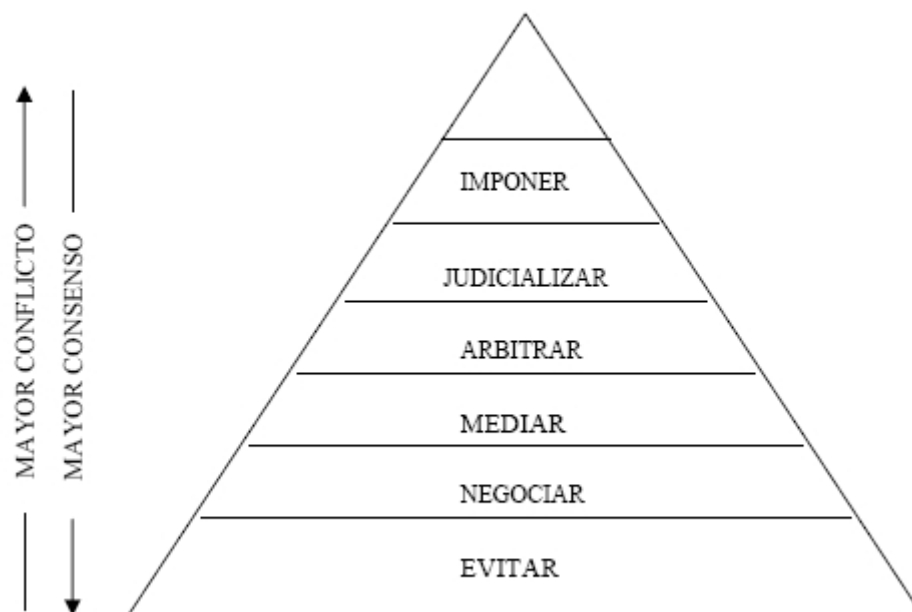 MAYOR CONFLICTO
MAYOR CONSENSO
IMPONER
JUDICIALIZAR
ARBITRAR
MEDIAR
NEGOCIAR
EVITAR